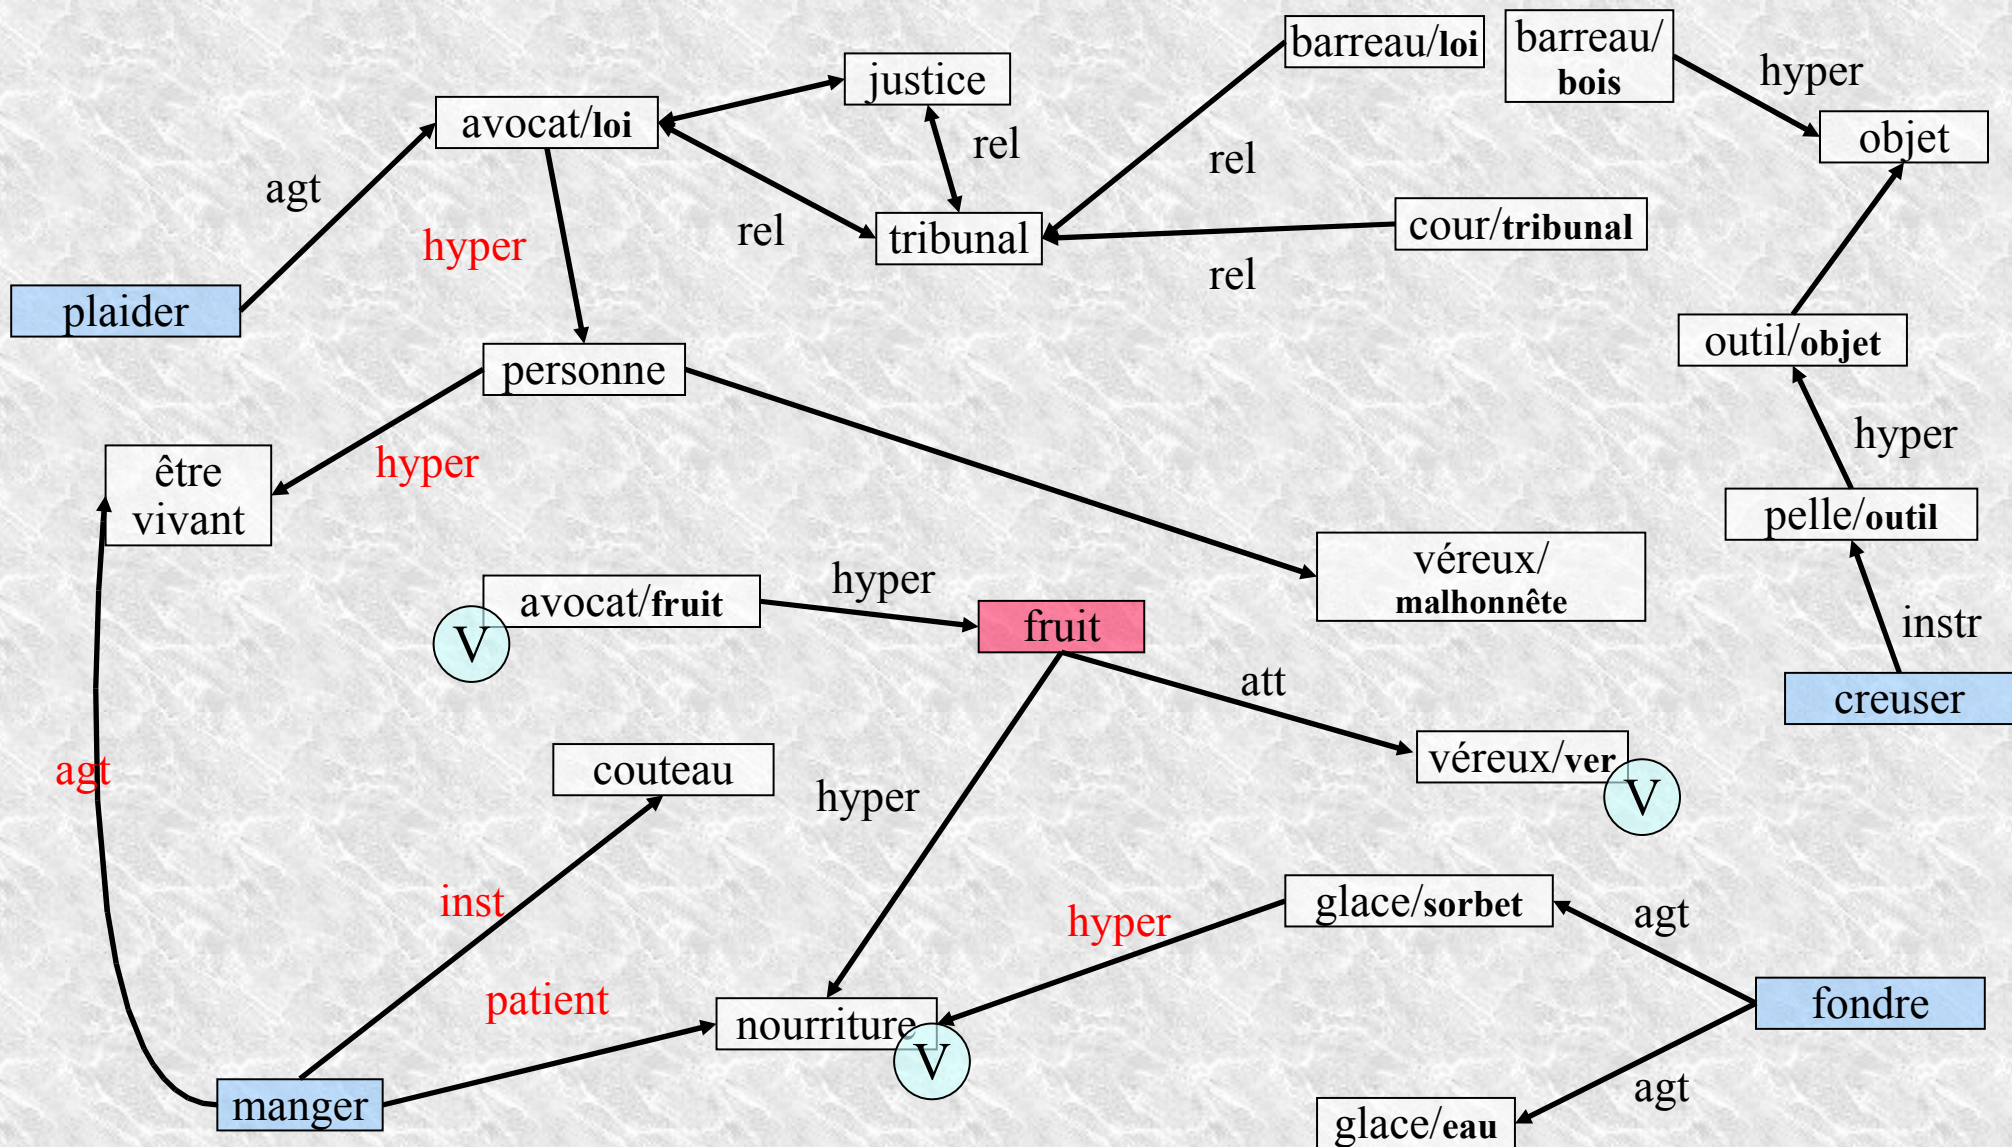 barreau/loi
barreau/
bois
hyper
justice
avocat/loi
objet
rel
rel
agt
cour/tribunal
hyper
rel
tribunal
rel
plaider
outil/objet
personne
hyper
hyper
être
vivant
pelle/outil
véreux/
malhonnête
hyper
avocat/fruit
fruit
instr
V
att
creuser
véreux/ver
agt
couteau
hyper
V
inst
hyper
glace/sorbet
agt
patient
nourriture
fondre
V
manger
agt
glace/eau